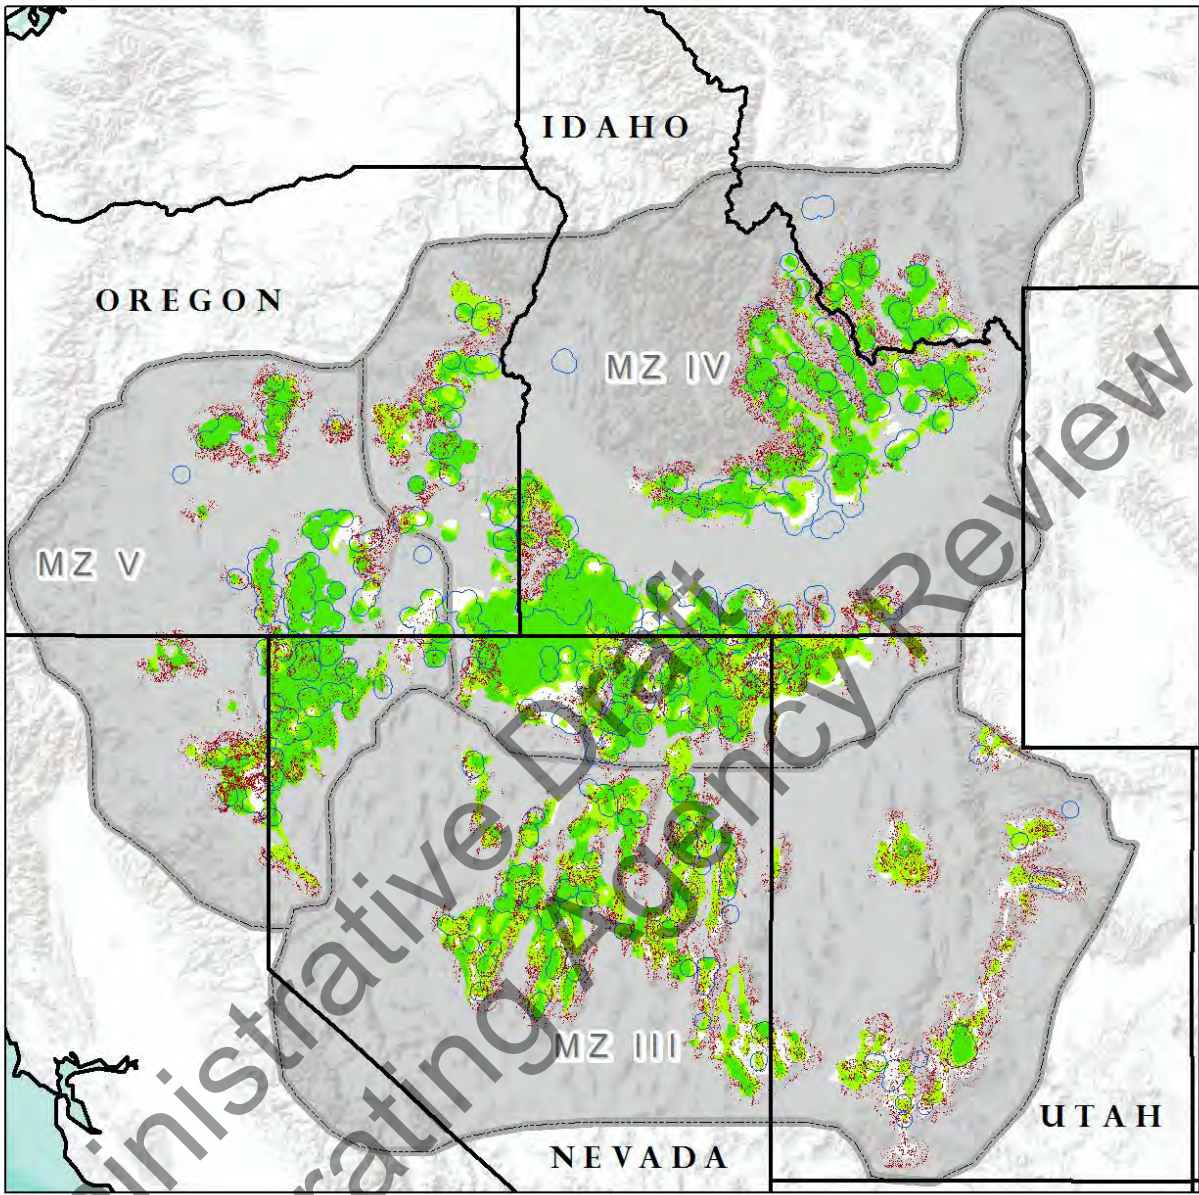 IDAHO
OREGON
MZ IV
MZ V
MZ III
UTAH
NEVADA
Administrative Draft
Cooperating Agency Review